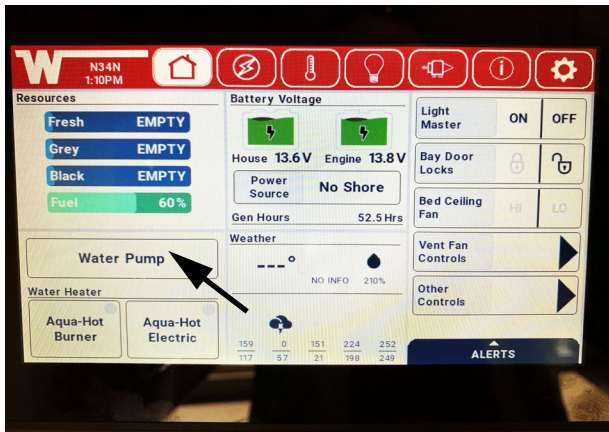 W
N34N
1:10PM
Resources
Fresh EMPTY
Grey EMPTY
Black EMPTY
Fuel 60%
Water Pump
Water Heater
Aqua-Hot
Burner
Aqua-Hot
Electric
Battery Voltage
House 13.6V Engine 13.8V
Power
Source
No Shore
Gen Hours 52.5 Hrs
Weather
---°
NO INFO 210%
159 0 151 224 252
117 57 21 198 249
Light
Master
ON OFF
Bay Door
Locks
Bed Ceiling
Fan
HI LO
Vent Fan
Controls
Other
Controls
ALERTS